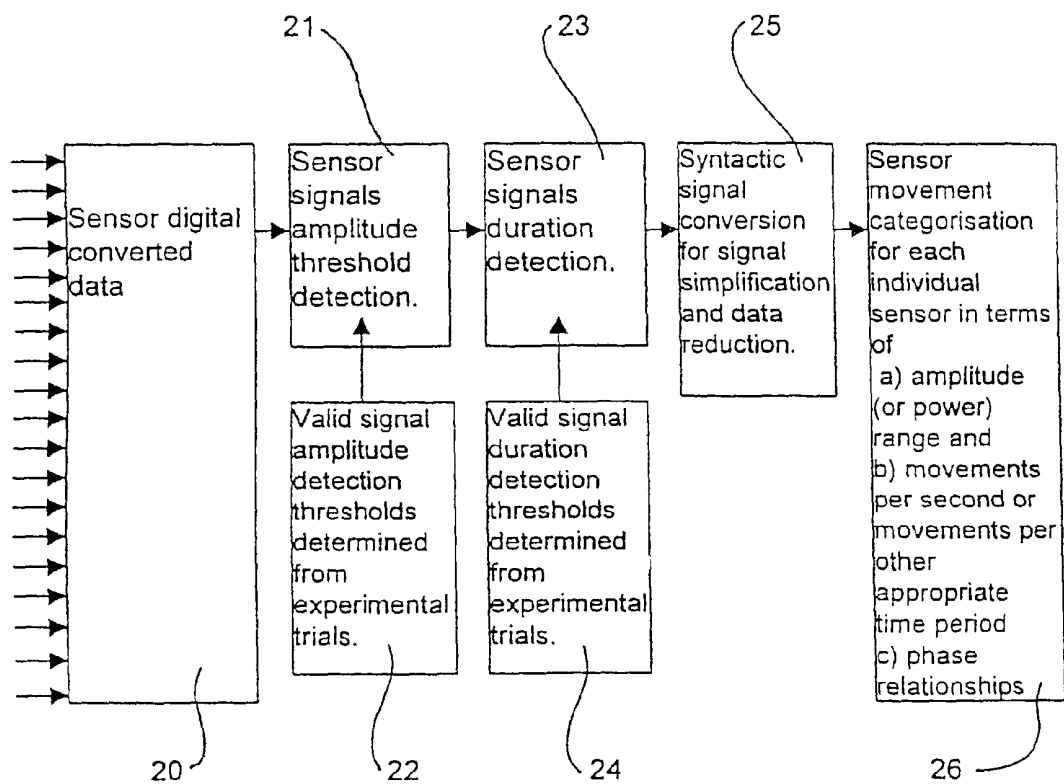 21
23
25
Sensor digital
converted
data
Sensor
signals
amplitude
threshold
detection.
Sensor
signals
duration
detection.
Syntactic
signal
conversion
for signal
simplification
and data
reduction.
Sensor
movement
categorisation
for each
individual
sensor in terms
of
a) amplitude
(or power)
range and
b) movements
per second or
movements per
other
appropriate
time period
c) phase
relationships
Valid signal
amplitude
detection
thresholds
determined
from
experimental
trials.
Valid signal
duration
detection
thresholds
determined
from
experimental
trials.
20
22
24
26